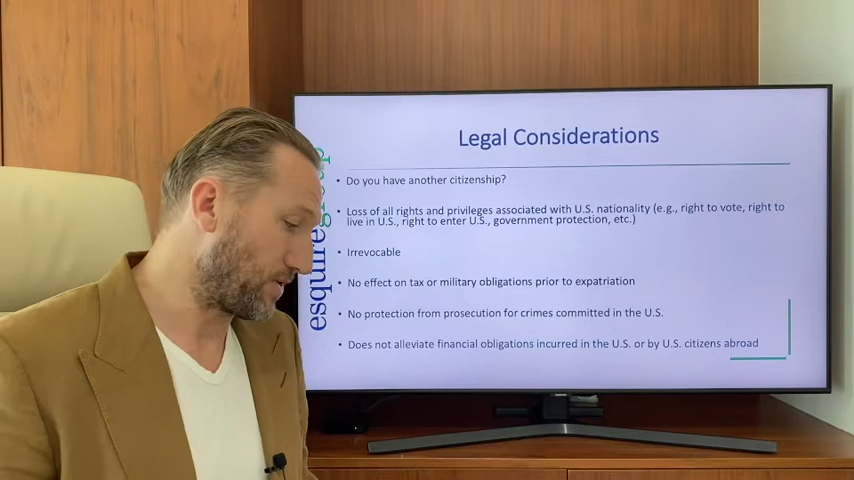 Legal Considerations
• Do you have another citizenship?
• Loss of all rights and privileges associated with U.S. nationality (e.g., right to vote, right to
live in U.S., right to enter U.S., government protection, etc.)
• Irrevocable
• No effect on tax or military obligations prior to expatriation
• No protection from prosecution for crimes committed in the U.S.
• Does not alleviate financial obligations incurred in the U.S. or by U.S. citizens abroad
esquiregroup